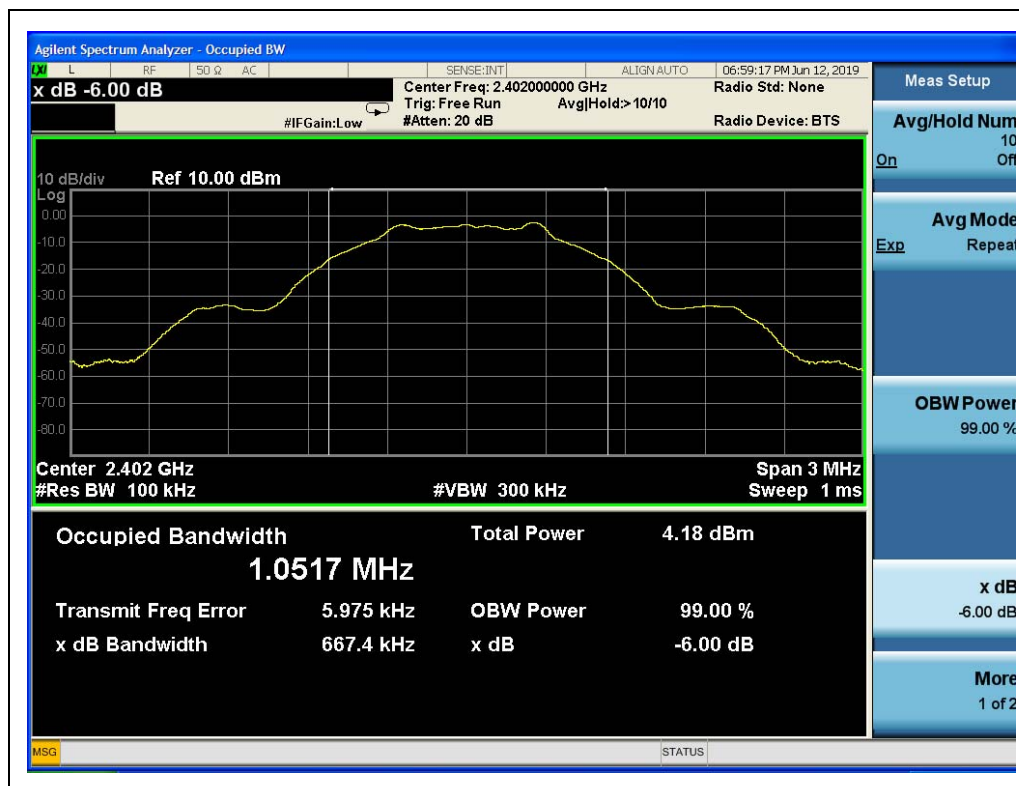 Agilent Spectrum Analyzer - Occupied BW
LXI L RF 50 Ω AC SENSE:INT ALIGN AUTO 06:59:17 PM Jun 12, 2019
x dB -6.00 dB
Center Freq: 2.402000000 GHz
Radio Std: None
Trig: Free Run Avg|Hold:>10/10
#IFGain:Low
#Atten: 20 dB
Radio Device: BTS
10 dB/div Ref 10.00 dBm
Log
0.00
-10.0
-20.0
-30.0
-40.0
-50.0
-60.0
-70.0
-80.0
Center 2.402 GHz Span 3 MHz
#Res BW 100 kHz #VBW 300 kHz Sweep 1 ms
Occupied Bandwidth Total Power 4.18 dBm
1.0517 MHz
Transmit Freq Error 5.975 kHz OBW Power 99.00 %
x dB Bandwidth 667.4 kHz x dB -6.00 dB
Meas Setup
Avg/Hold Num
10
On Off
Avg Mode
Exp Repeat
OBW Power
99.00 %
x dB
-6.00 dB
More
1 of 2
MSG STATUS